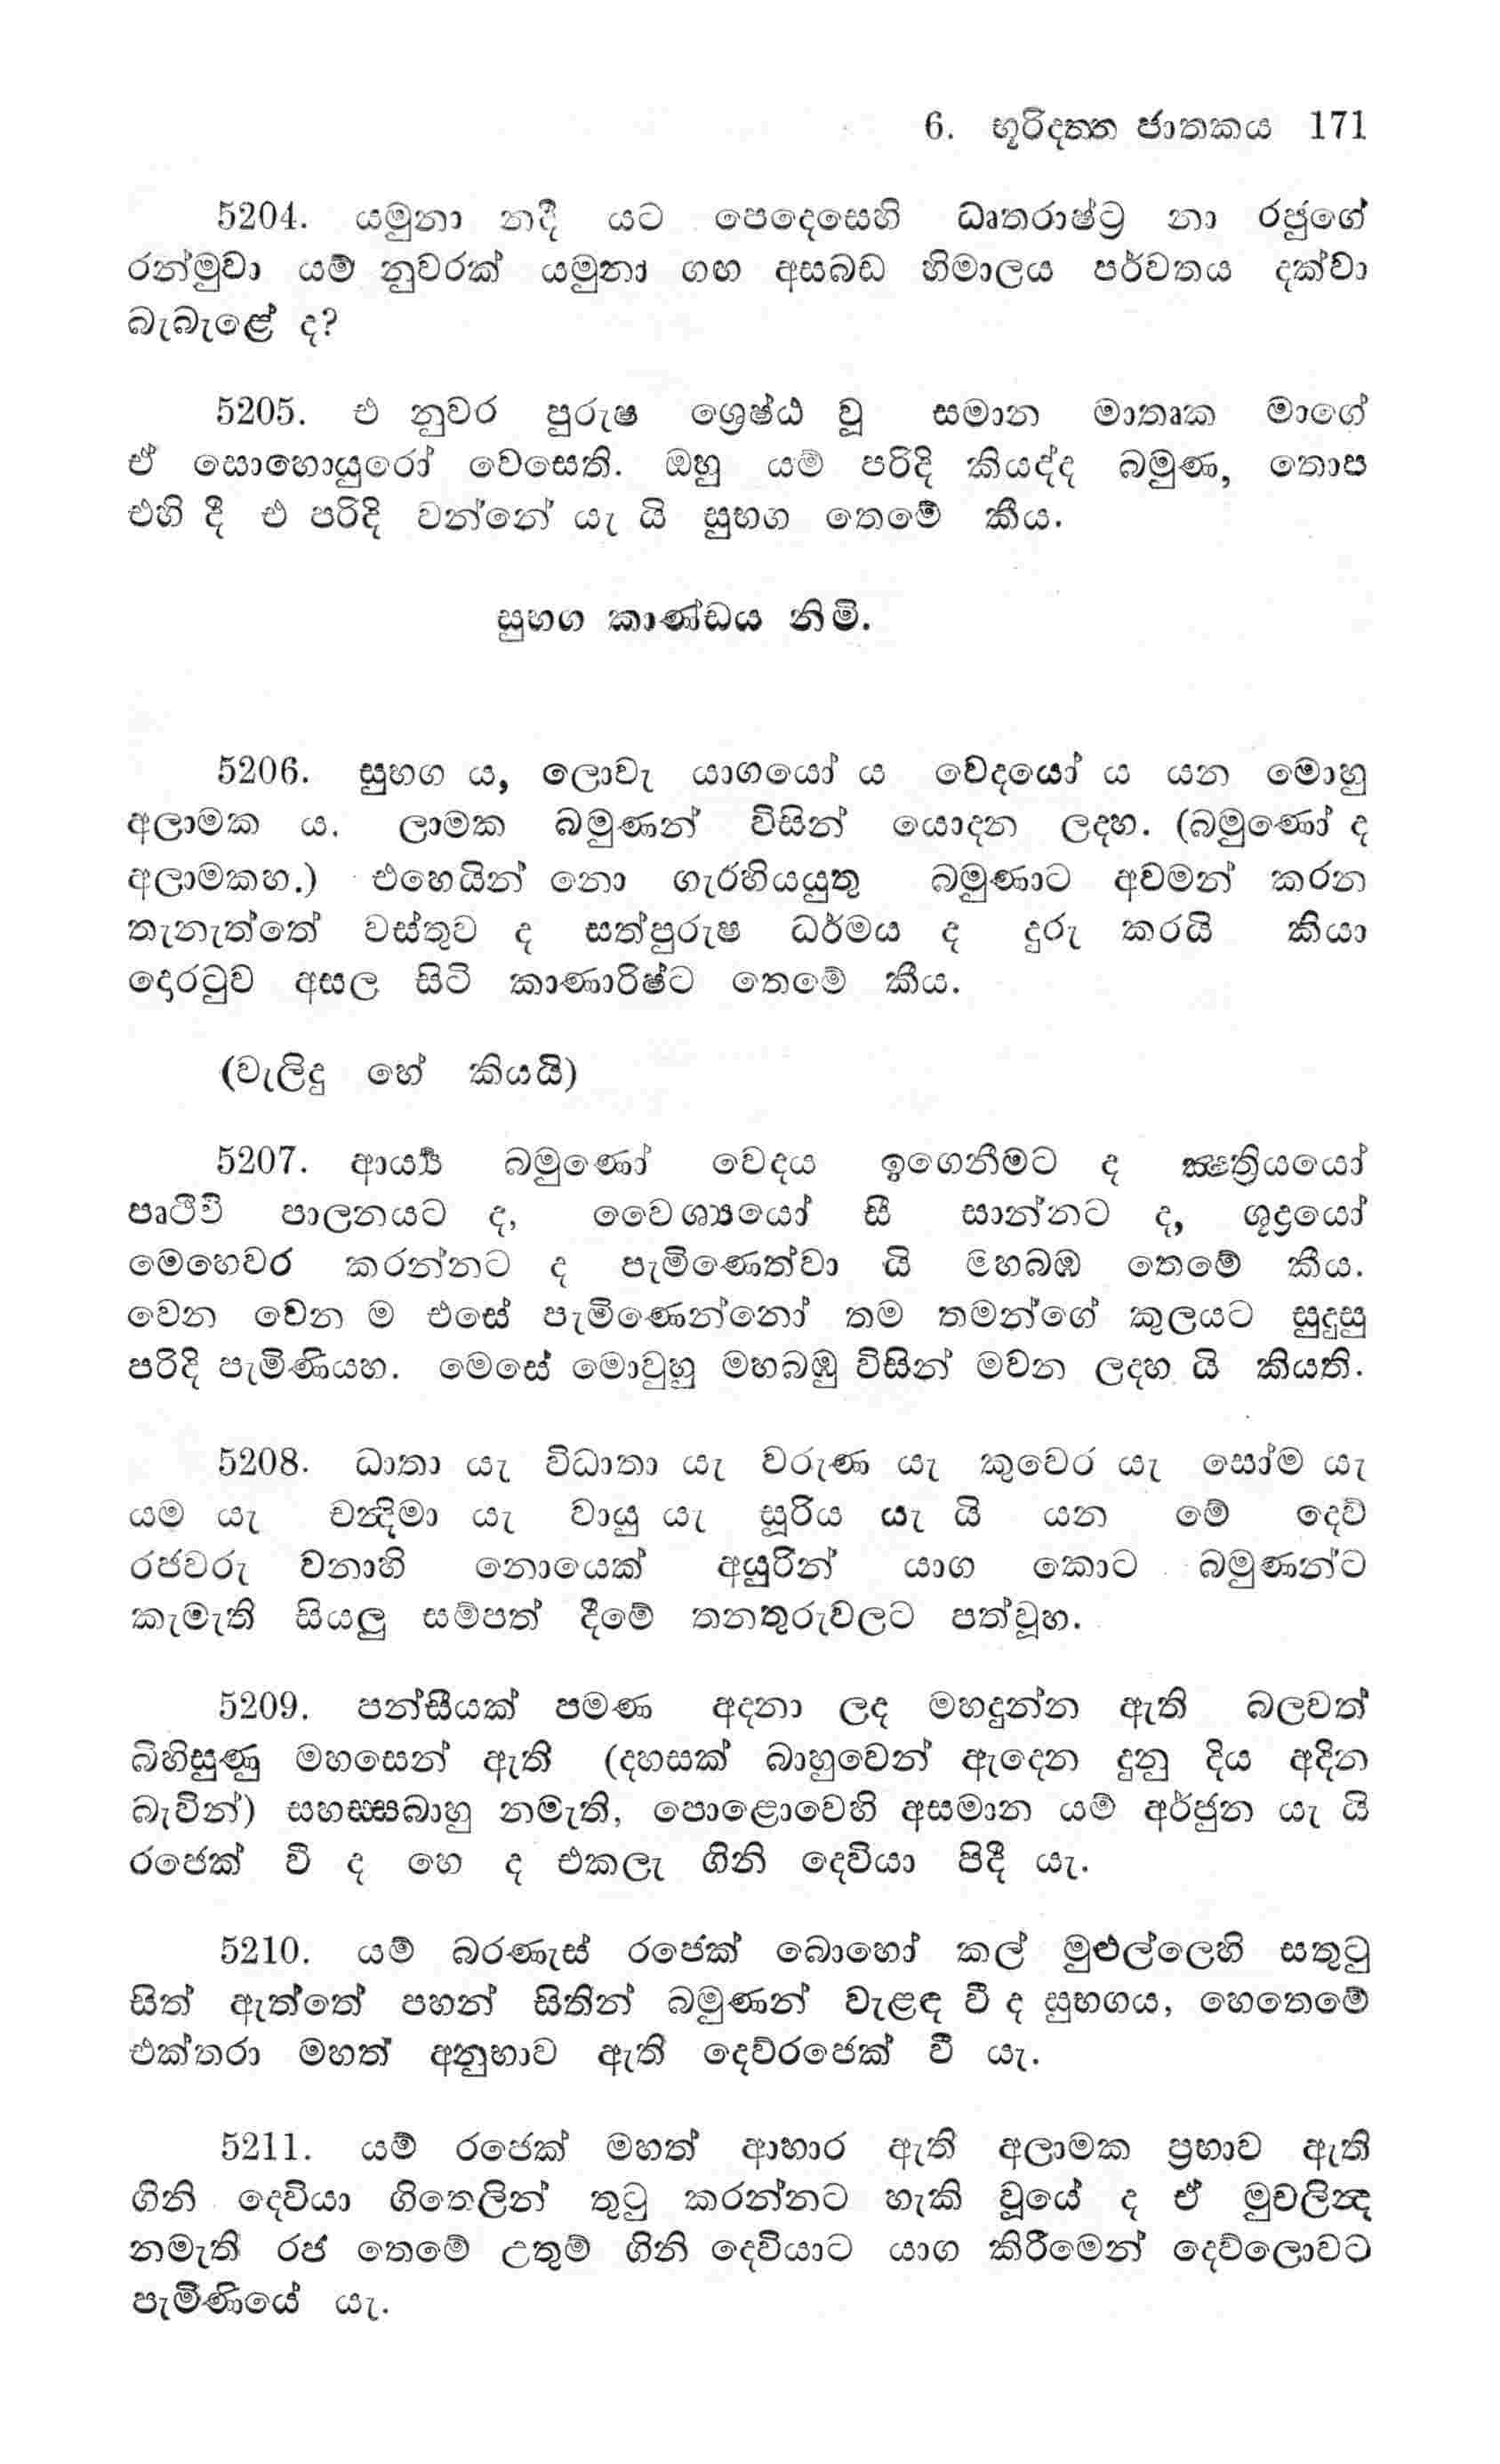 6. භූරිදත්ත ජාතකය 171
5204. යමුනා නදී යට පෙදෙසෙහි ධෘතරාෂ්ට්‍ර නා රජුගේ
රන්මුවා යම් නුවරක් යමුනා ගඟ අසබඩ හිමාලය පර්වතය දක්වා
බැබැළේ ද?
5205. එ නුවර පුරුෂ ශ්‍රෙෂ්ඨ වූ සමාන මාතෘක මාගේ
ඒ සොහොයුරෝ වෙසෙති. ඔහු යම් පරිදි කියද්ද බමුණ, තොප
එහි දී එ පරිදි වන්නේ යැ යි සුභග තෙමේ කීය.
සුභග කාණ්ඩය නිමි.
5206. සුභග ය, ලොවැ යාගයෝ ය වේදයෝ ය යන මොහු
අලාමක ය. ලාමක බමුණන් විසින් යොදන ලදහ. (බමුණෝ ද
අලාමකහ.) එහෙයින් නො ගැරහියයුතු බමුණාට අවමන් කරන
තැනැත්තේ වස්තුව ද සත්පුරුෂ ධර්මය ද දුරු කරයි කියා
දොරටුව අසල සිටි කාණාරිෂ්ට තෙමේ කීය.
(වැලිදු හේ කියයි)
5207. ආර්‍ය්‍ය බමුණෝ වේදය ඉගෙනීමට ද ක්‍ෂත්‍රියයෝ
පෘථිවි පාලනයට ද, වෛශ්‍යයෝ සී සාන්නට ද, ශූද්‍රයෝ
මෙහෙවර කරන්නට ද පැමිණෙත්වා යි මහබඹ තෙමේ කීය.
වෙන වෙන ම එසේ පැමිණෙන්නෝ තම තමන්ගේ කුලයට සුදුසු
පරිදි පැමිණියහ. මෙසේ මොවුහු මහබඹු විසින් මවන ලදහ යි කියති.
5208. ධාතා යැ විධාතා යැ වරුණ යැ කුවෙර යැ සෝම යැ
යම යැ චන්‍දිමා යැ වායු යැ සූරිය යැ යි යන මේ දෙව්
රජවරු වනාහි නොයෙක් අයුරින් යාග කොට බමුණන්ට
කැමැති සියලු සම්පත් දීමේ තනතුරුවලට පත්වූහ.
5209. පන්සීයක් පමණ අදනා ලද මහදුන්න ඇති බලවත්
බිහිසුණු මහසෙන් ඇති (දහසක් බාහුවෙන් ඇදෙන දුනු දිය අදින
බැවින්) සහස්සබාහු නමැති, පොළොවෙහි අසමාන යම් අර්ජුන යැ යි
රජෙක් වී ද හෙ ද එකලැ ගිනි දෙවියා පිදී යැ.
5210. යම් බරණැස් රජෙක් බොහෝ කල් මුළුල්ලෙහි සතුටු
සිත් ඇත්තේ පහන් සිතින් බමුණන් වැළඳ වී ද සුභගය, හෙතෙමේ
එක්තරා මහත් අනුභාව ඇති දෙව්රජෙක් වී යැ.
5211. යම් රජෙක් මහත් ආහාර ඇති අලාමක ප්‍රභාව ඇති
ගිනි දෙවියා ගිතෙලින් තුටු කරන්නට හැකි වූයේ ද ඒ මුචලින්‍ද
නමැති රජ තෙමේ උතුම් ගිනි දෙවියාට යාග කිරීමෙන් දෙව්ලොවට
පැමිණියේ යැ.